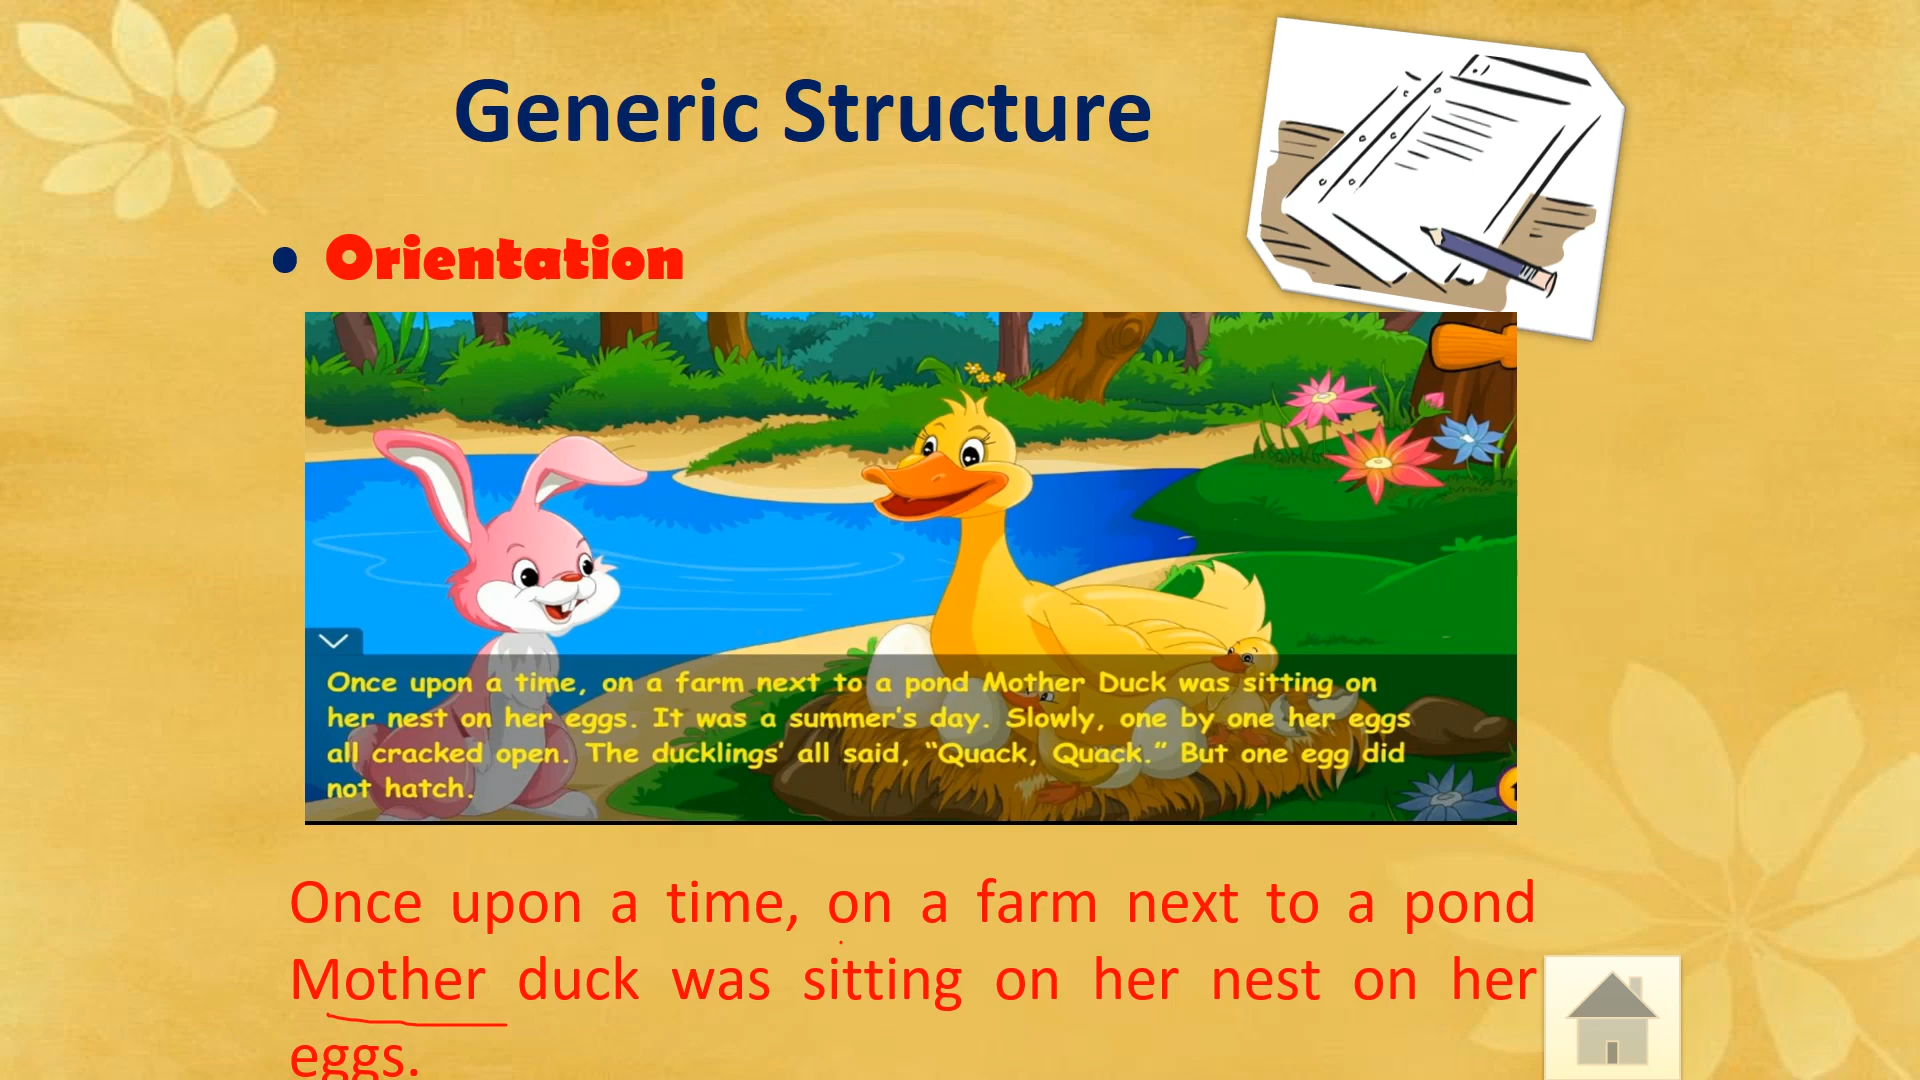 Generic Structure
• Orientation
Once upon a time, on a farm next to a pond Mother Duck was sitting on
her nest on her eggs. It was a summer's day. Slowly, one by one her eggs
all cracked open. The ducklings' all said, “Quack, Quack.” But one egg did
not hatch.
1
Once upon a time, on a farm next to a pond
Mother duck was sitting on her nest on her
eggs.